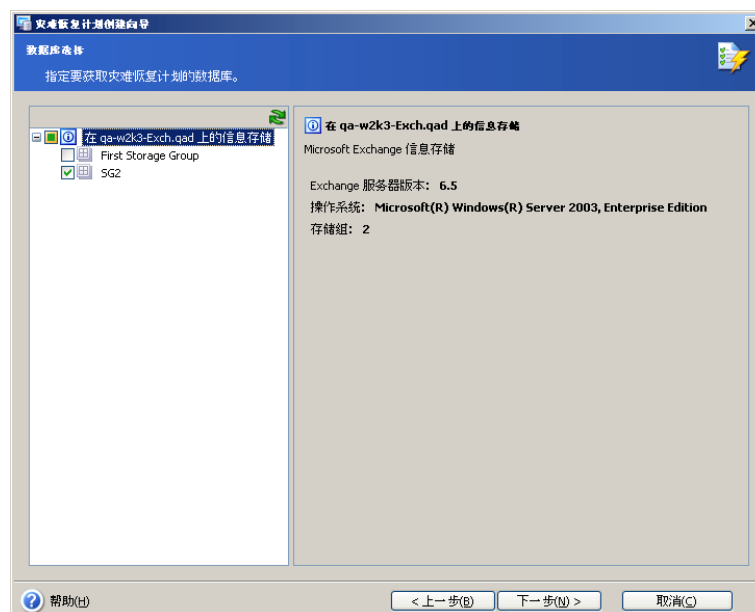 灾难恢复计划创建向导
数据库选择
指定要获取灾难恢复计划的数据库。
在 qa-w2k3-Exch.qad 上的信息存储
First Storage Group
SG2
在 qa-w2k3-Exch.qad 上的信息存储
Microsoft Exchange 信息存储
Exchange 服务器版本: 6.5
操作系统: Microsoft(R) Windows(R) Server 2003, Enterprise Edition
存储组: 2
帮助(H)
< 上一步(B)
下一步(N) >
取消(C)